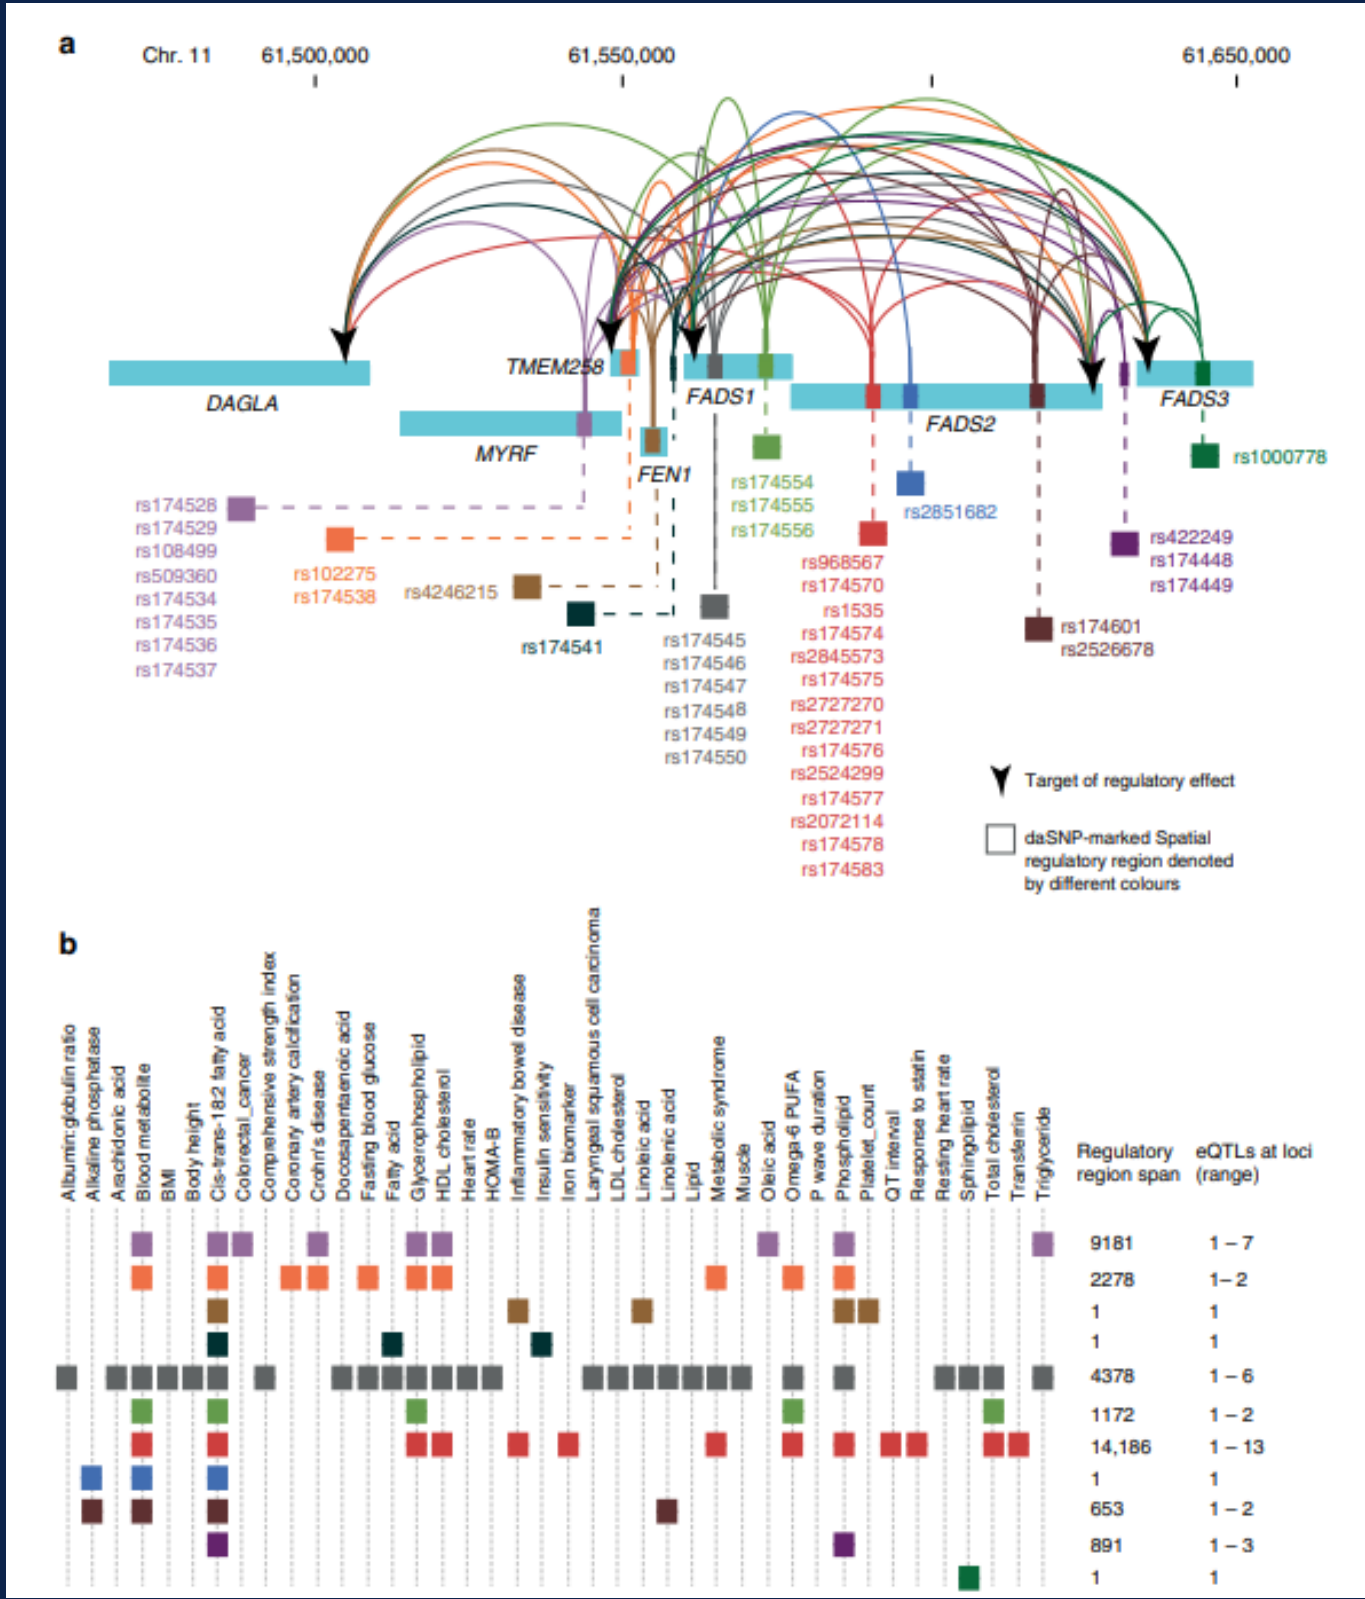 a
Chr. 11 61,500,000 61,550,000 61,650,000
TMEM258
DAGLA
FADS1
FADS2
FADS3
MYRF
FEN1
rs174528
rs174529
rs108499
rs509360
rs174534
rs174535
rs174536
rs174537
rs102275
rs174538
rs4246215
rs174541
rs174545
rs174546
rs174547
rs174548
rs174549
rs174550
rs174554
rs174555
rs174556
rs968567
rs174570
rs1535
rs174574
rs2845573
rs174575
rs2727270
rs2727271
rs174576
rs2524299
rs174577
rs2072114
rs174578
rs174583
rs2851682
rs174601
rs2526678
rs422249
rs174448
rs174449
rs1000778
Target of regulatory effect
daSNP-marked Spatial
regulatory region denoted
by different colours
b
Albumin:globulin ratio
Alkaline phosphatase
Arachidonic acid
Blood metabolite
BMI
Body height
Cis-trans-18:2 fatty acid
Colorectal_cancer
Comprehensive strength index
Coronary artery calcification
Crohn's disease
Docosapentaenoic acid
Fasting blood glucose
Fatty acid
Glycerophospholipid
HDL cholesterol
Heart rate
HOMA-B
Inflammatory bowel disease
Insulin sensitivity
Iron biomarker
Laryngeal squamous cell carcinoma
LDL cholesterol
Linoleic acid
Linolenic acid
Lipid
Metabolic syndrome
Muscle
Oleic acid
Omega-6 PUFA
P wave duration
Phospholipid
Platelet_count
QT interval
Response to statin
Resting heart rate
Sphingolipid
Total cholesterol
Transferrin
Triglyceride
Regulatory eQTLs at loci
region span (range)
9181 1 – 7
2278 1– 2
1 1
1 1
4378 1 – 6
1172 1 – 2
14,186 1 – 13
1 1
653 1 – 2
891 1 – 3
1 1